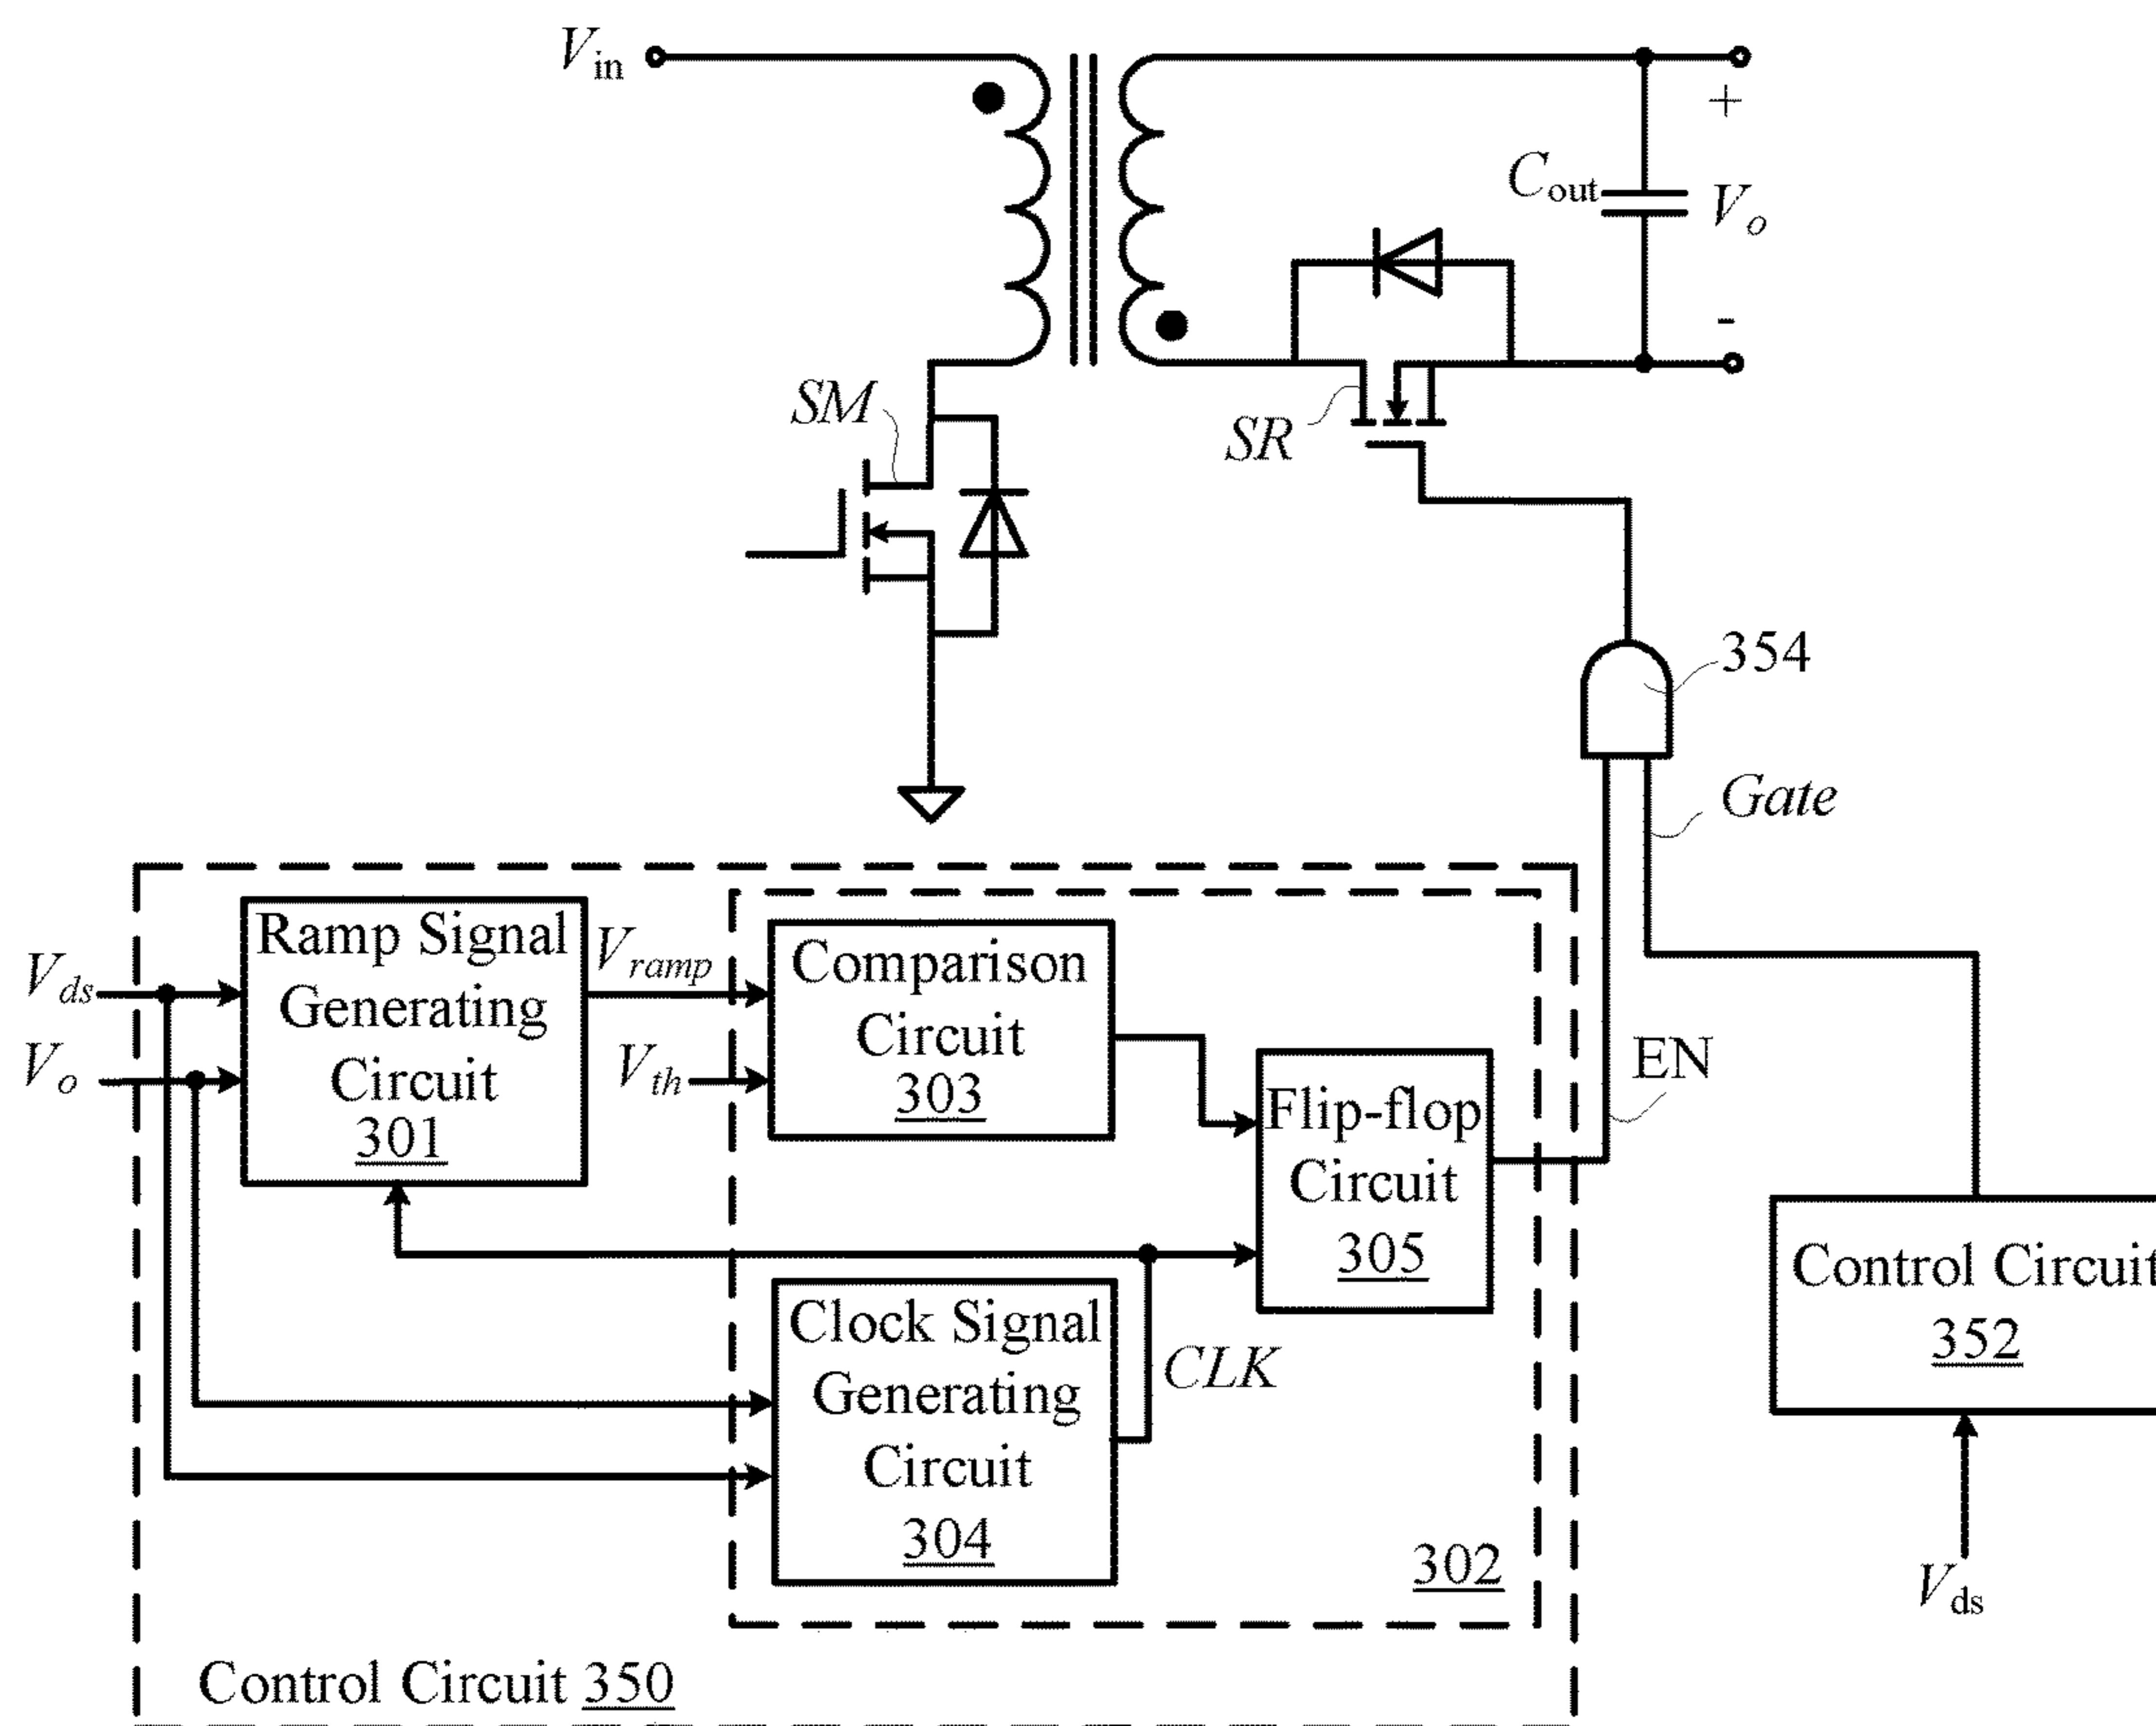 Vin
+
Cout
Vo
-
SM
SR
354
Gate
Ramp Signal
Generating
Circuit
301
Vds
Vo
Vramp
Vth
Comparison
Circuit
303
EN
Flip-flop
Circuit
305
Clock Signal
Generating
Circuit
304
CLK
Control Circuit
352
Vds
302
Control Circuit 350